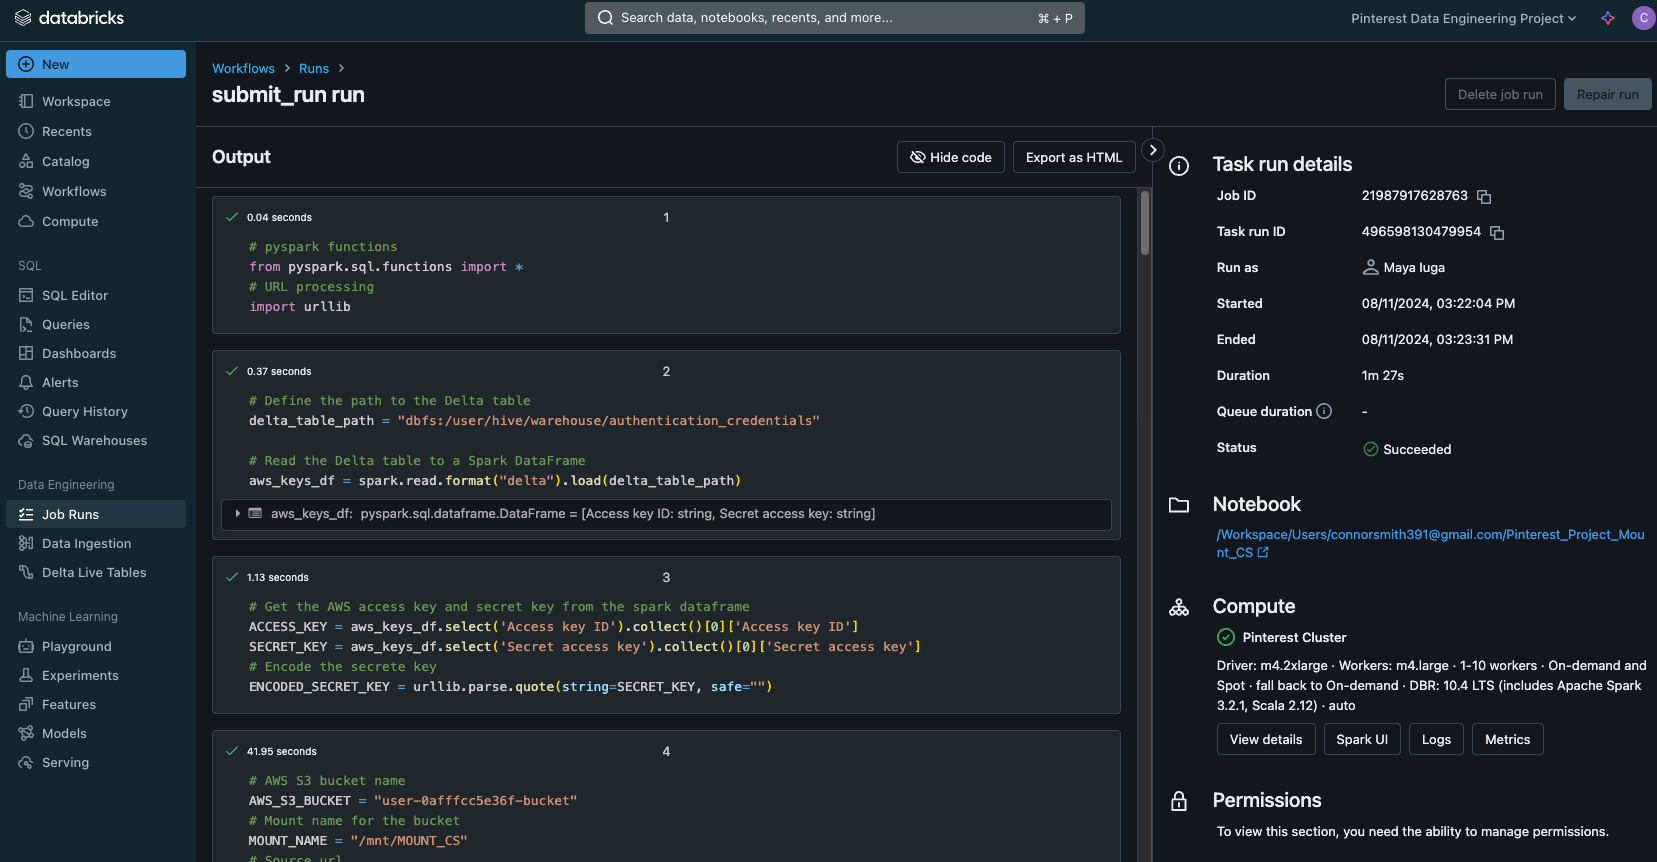 databricks
Search data, notebooks, recents, and more...
⌘ + P
Pinterest Data Engineering Project
C
New
Workspace
Recents
Catalog
Workflows
Compute
SQL
SQL Editor
Queries
Dashboards
Alerts
Query History
SQL Warehouses
Data Engineering
Job Runs
Data Ingestion
Delta Live Tables
Machine Learning
Playground
Experiments
Features
Models
Serving
Workflows > Runs >
submit_run run
Delete job run
Repair run
Output
Hide code
Export as HTML
0.04 seconds
1
# pyspark functions
from pyspark.sql.functions import *
# URL processing
import urllib
0.37 seconds
2
# Define the path to the Delta table
delta_table_path = "dbfs:/user/hive/warehouse/authentication_credentials"
# Read the Delta table to a Spark DataFrame
aws_keys_df = spark.read.format("delta").load(delta_table_path)
aws_keys_df: pyspark.sql.dataframe.DataFrame = [Access key ID: string, Secret access key: string]
1.13 seconds
3
# Get the AWS access key and secret key from the spark dataframe
ACCESS_KEY = aws_keys_df.select('Access key ID').collect()[0]['Access key ID']
SECRET_KEY = aws_keys_df.select('Secret access key').collect()[0]['Secret access key']
# Encode the secrete key
ENCODED_SECRET_KEY = urllib.parse.quote(string=SECRET_KEY, safe="")
41.95 seconds
4
# AWS S3 bucket name
AWS_S3_BUCKET = "user-0afffcc5e36f-bucket"
# Mount name for the bucket
MOUNT_NAME = "/mnt/MOUNT_CS"
# Source url
Task run details
Job ID
21987917628763
Task run ID
496598130479954
Run as
Maya Iuga
Started
08/11/2024, 03:22:04 PM
Ended
08/11/2024, 03:23:31 PM
Duration
1m 27s
Queue duration
-
Status
Succeeded
Notebook
/Workspace/Users/connorsmith391@gmail.com/Pinterest_Project_Mou
nt_CS
Compute
Pinterest Cluster
Driver: m4.2xlarge · Workers: m4.large · 1-10 workers · On-demand and
Spot · fall back to On-demand · DBR: 10.4 LTS (includes Apache Spark
3.2.1, Scala 2.12) · auto
View details
Spark UI
Logs
Metrics
Permissions
To view this section, you need the ability to manage permissions.